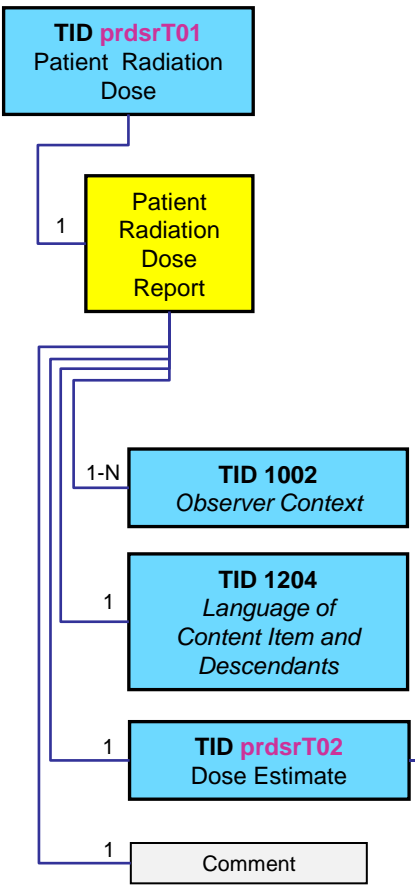 TID prdsrT01
Patient Radiation
Dose
1
Patient
Radiation
Dose
Report
1-N
TID 1002
Observer Context
1
TID 1204
Language of
Content Item and
Descendants
1
TID prdsrT02
Dose Estimate
1
Comment